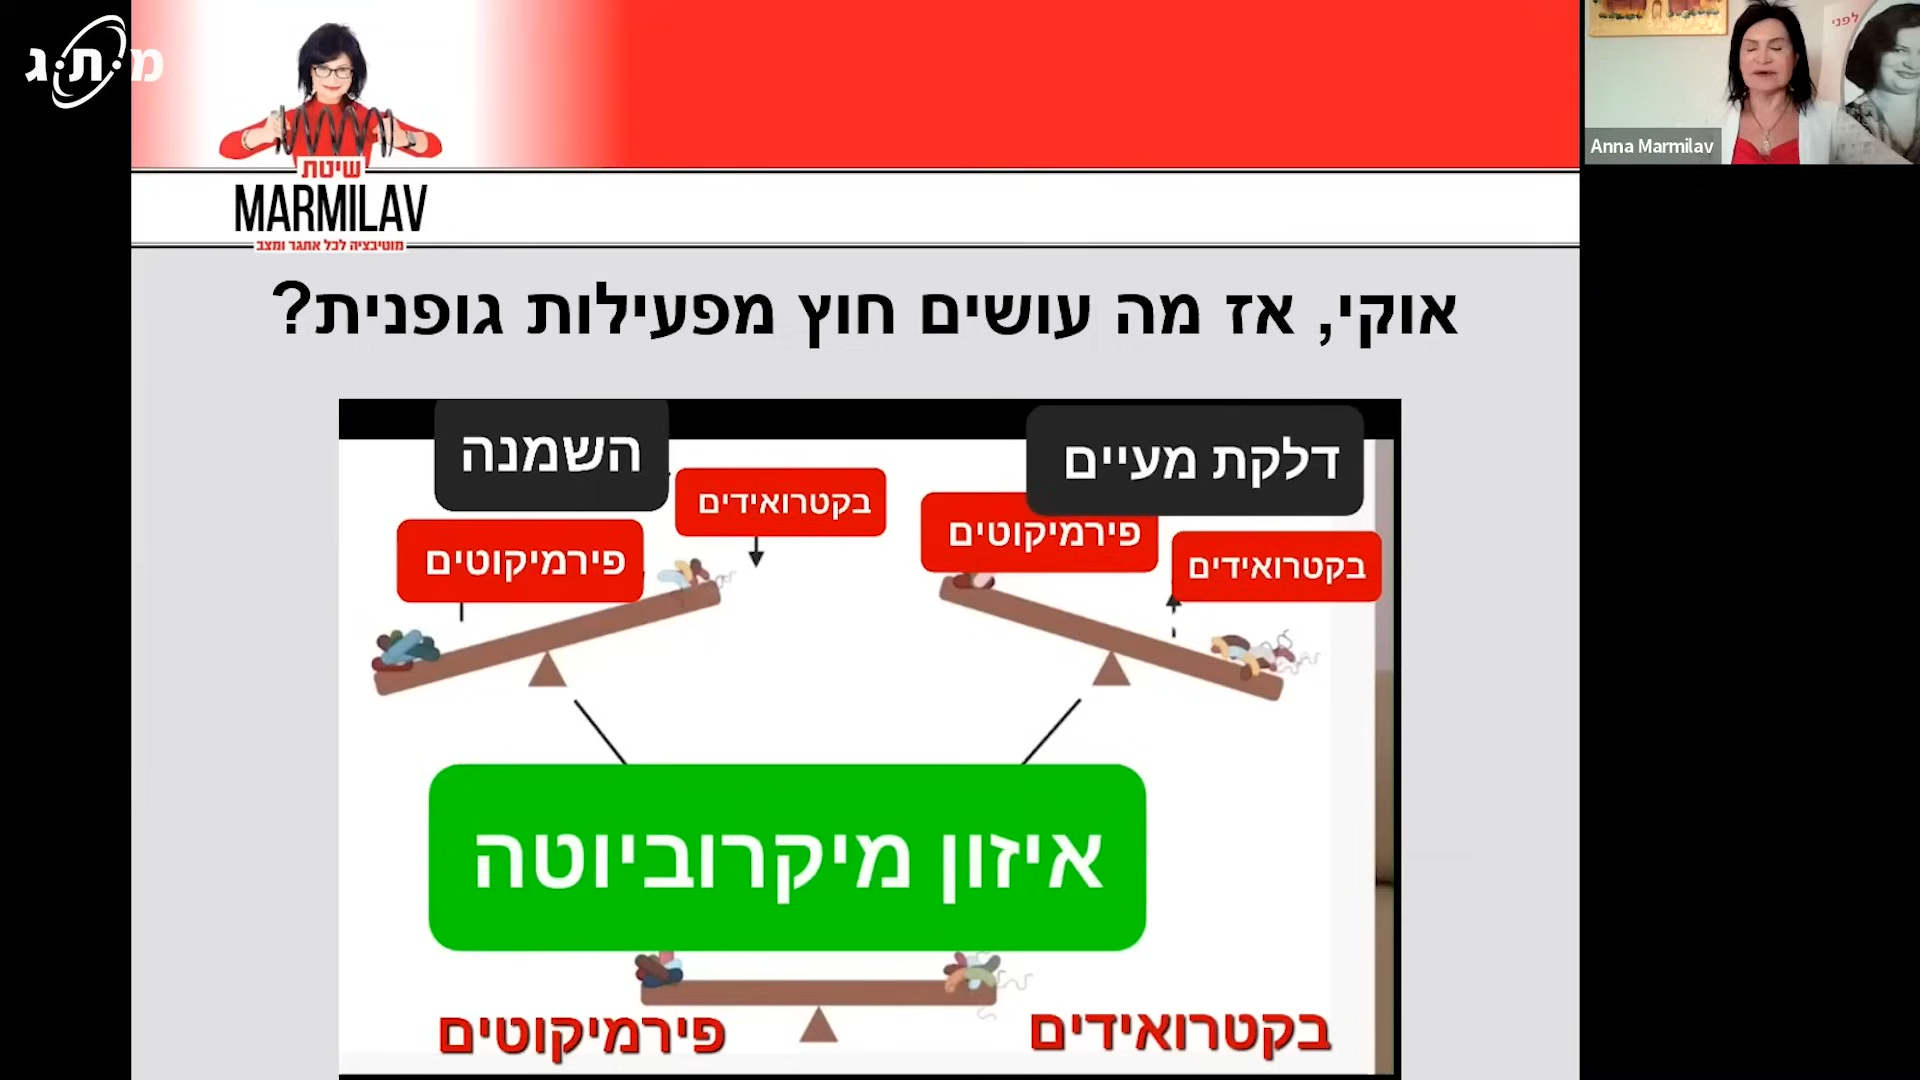 מ.ת.ג
שיטת
MARMILAV
מוטיבציה לכל אתגר ומצב
לפני
Anna Marmilav
אוקי, אז מה עושים חוץ מפעילות גופנית?
השמנה
דלקת מעיים
בקטרואידים
פירמיקוטים
פירמיקוטים
בקטרואידים
איזון מיקרוביוטה
פירמיקוטים
בקטרואידים